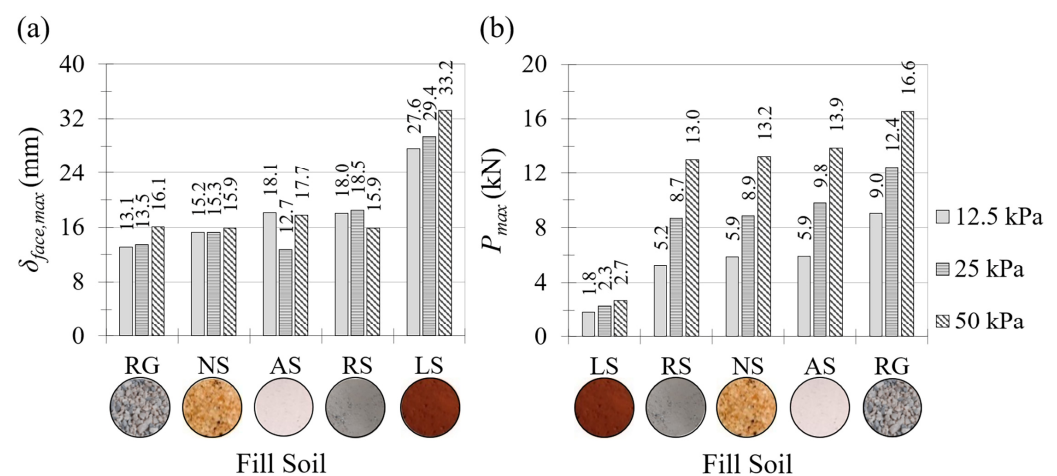 (a)
δface,max (mm)
40
32
24
16
8
0
13.1 13.5 16.1
15.2 15.3 15.9
18.1 12.7 17.7
18.0 18.5 15.9
27.6 29.4 33.2
RG NS AS RS LS
Fill Soil
(b)
Pmax (kN)
20
16
12
8
4
0
1.8 2.3 2.7
5.2 8.7 13.0
5.9 8.9 13.2
5.9 9.8 13.9
9.0 12.4 16.6
LS RS NS AS RG
Fill Soil
12.5 kPa
25 kPa
50 kPa